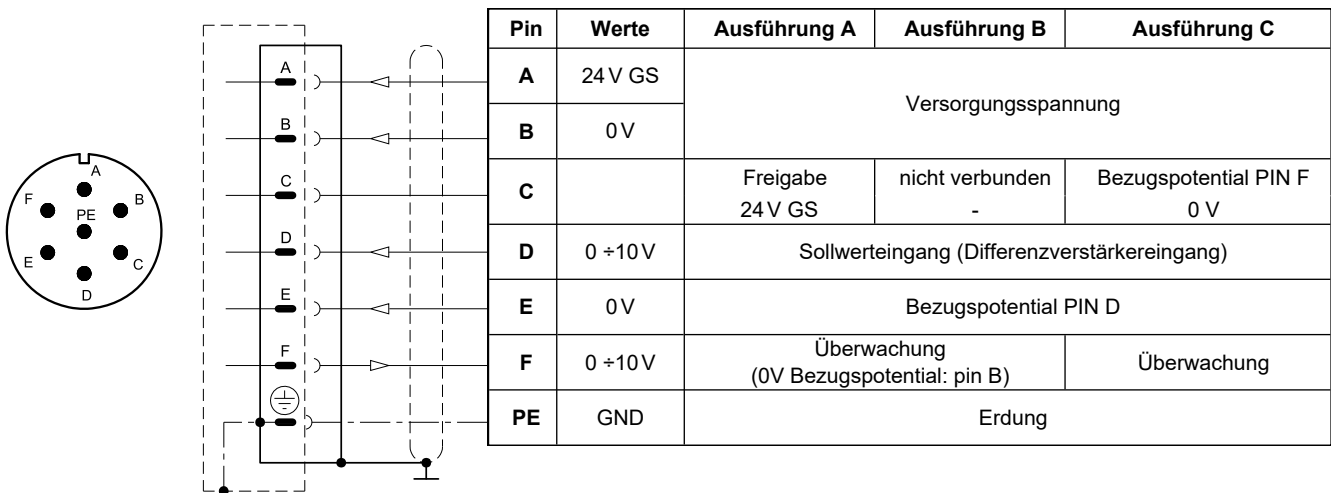 A
B
C
D
E
F
PE
A
B
C
D
E
F
Pin Werte Ausführung A Ausführung B Ausführung C
A 24 V GS Versorgungsspannung
B 0 V
C Freigabe nicht verbunden Bezugspotential PIN F
24 V GS - 0 V
D 0 ÷10 V Sollwerteingang (Differenzverstärkereingang)
E 0 V Bezugspotential PIN D
F 0 ÷10 V Überwachung Überwachung
(0V Bezugspotential: pin B)
PE GND Erdung